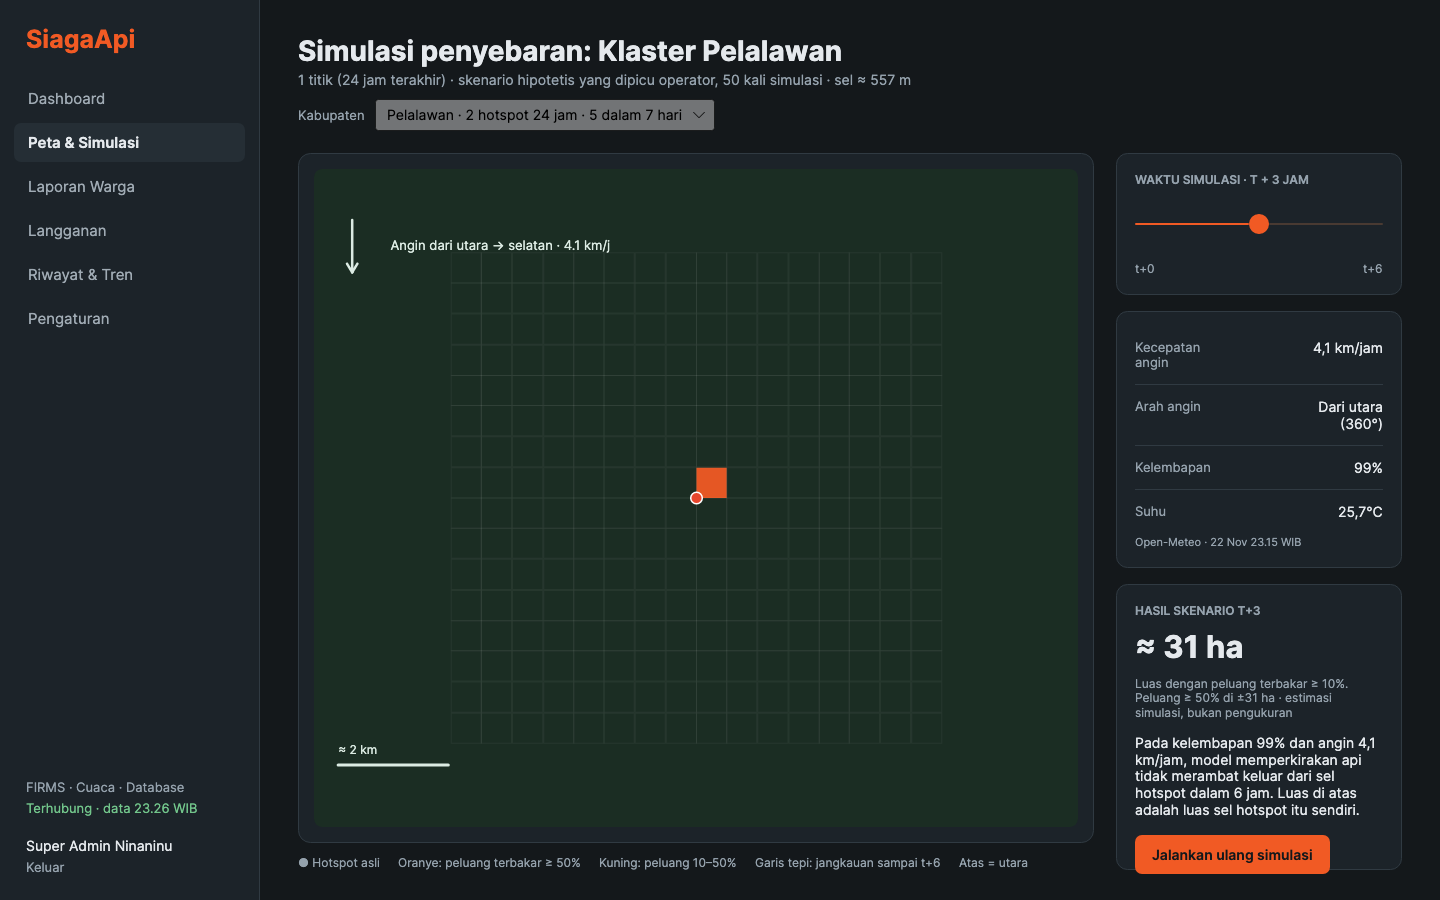 SiagaApi
Dashboard
Peta & Simulasi
Laporan Warga
Langganan
Riwayat & Tren
Pengaturan
FIRMS · Cuaca · Database
Terhubung · data 23.26 WIB
Super Admin Ninaninu
Keluar
Simulasi penyebaran: Klaster Pelalawan
1 titik (24 jam terakhir) · skenario hipotetis yang dipicu operator, 50 kali simulasi · sel ≈ 557 m
Kabupaten
Pelalawan · 2 hotspot 24 jam · 5 dalam 7 hari
Angin dari utara → selatan · 4.1 km/j
≈ 2 km
Hotspot asli
Oranye: peluang terbakar ≥ 50%
Kuning: peluang 10–50%
Garis tepi: jangkauan sampai t+6
Atas = utara
WAKTU SIMULASI · T + 3 JAM
t+0
t+6
Kecepatan
angin
4,1 km/jam
Arah angin
Dari utara
(360°)
Kelembapan
99%
Suhu
25,7°C
Open-Meteo · 22 Nov 23.15 WIB
HASIL SKENARIO T+3
≈ 31 ha
Luas dengan peluang terbakar ≥ 10%.
Peluang ≥ 50% di ±31 ha · estimasi
simulasi, bukan pengukuran
Pada kelembapan 99% dan angin 4,1
km/jam, model memperkirakan api
tidak merambat keluar dari sel
hotspot dalam 6 jam. Luas di atas
adalah luas sel hotspot itu sendiri.
Jalankan ulang simulasi